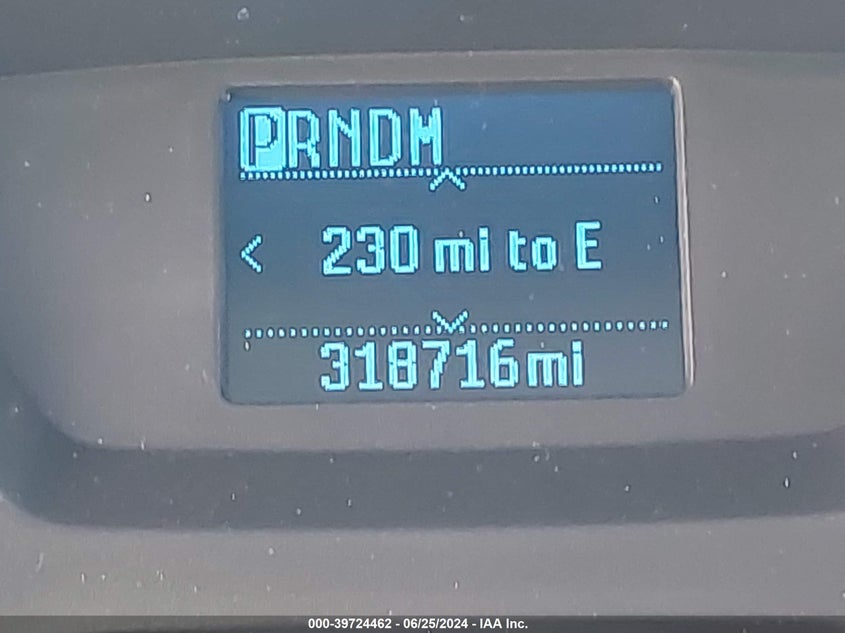 PRNDM
< 230 mi to E
318716mi
000-39724462 - 06/25/2024 - IAA Inc.